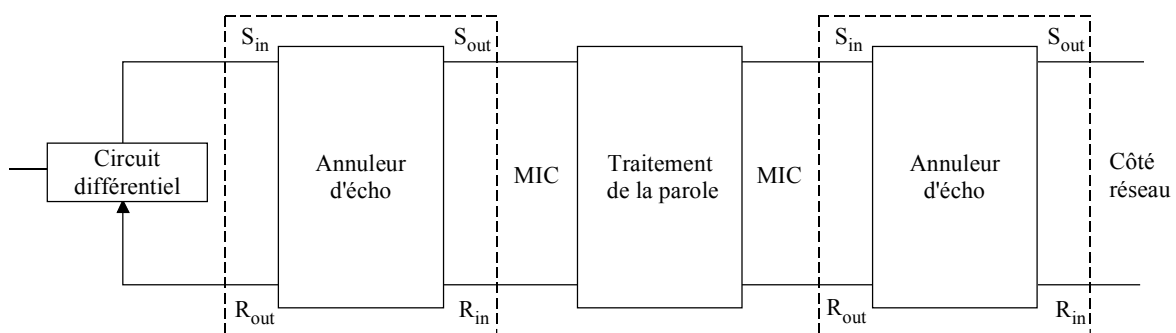 S_in S_out S_in S_out
Circuit
différentiel
Annuleur
d'écho
MIC
Traitement
de la parole
MIC
Annuleur
d'écho
Côté
réseau
R_out R_in R_out R_in